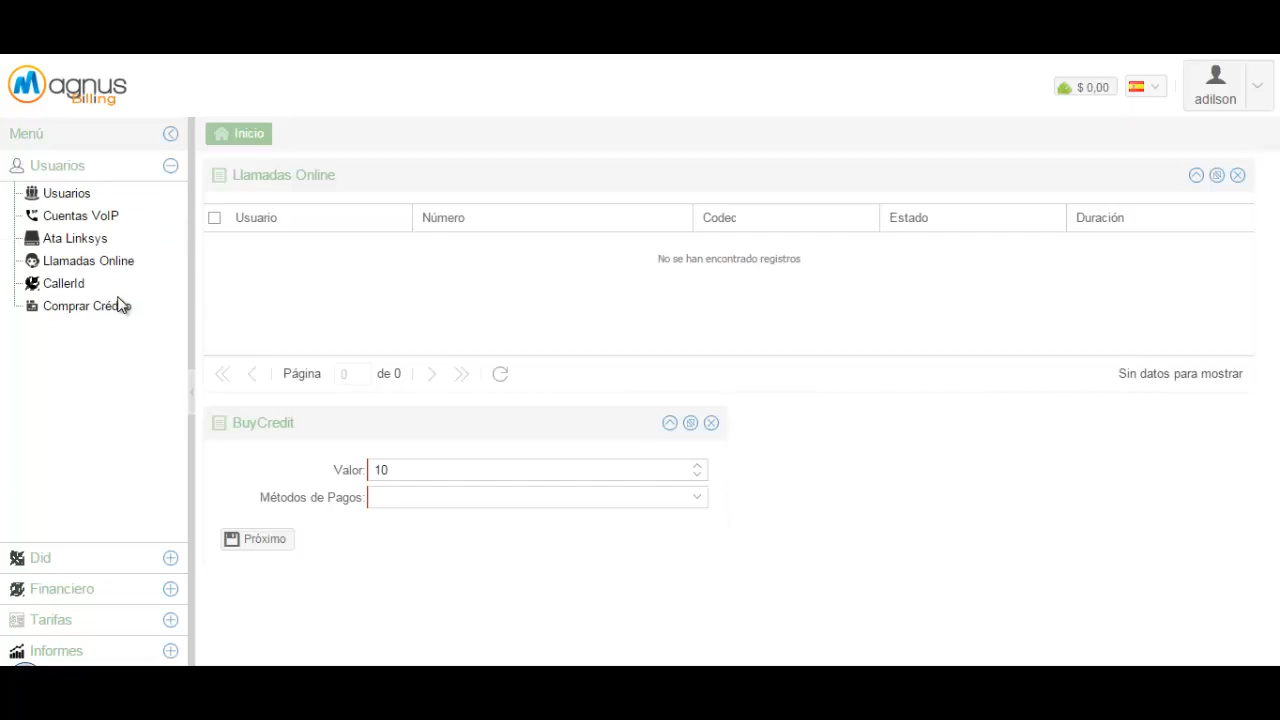 Magnus
Billing
$ 0,00
adilson
Menú
Inicio
Usuarios
Usuarios
Cuentas VoIP
Ata Linksys
Llamadas Online
CallerId
Comprar
Did
Financiero
Tarifas
Informes
Llamadas Online
Usuario Número Codec Estado Duración
No se han encontrado registros
Página 0 de 0
Sin datos para mostrar
BuyCredit
Valor: 10
Métodos de Pagos:
Próximo